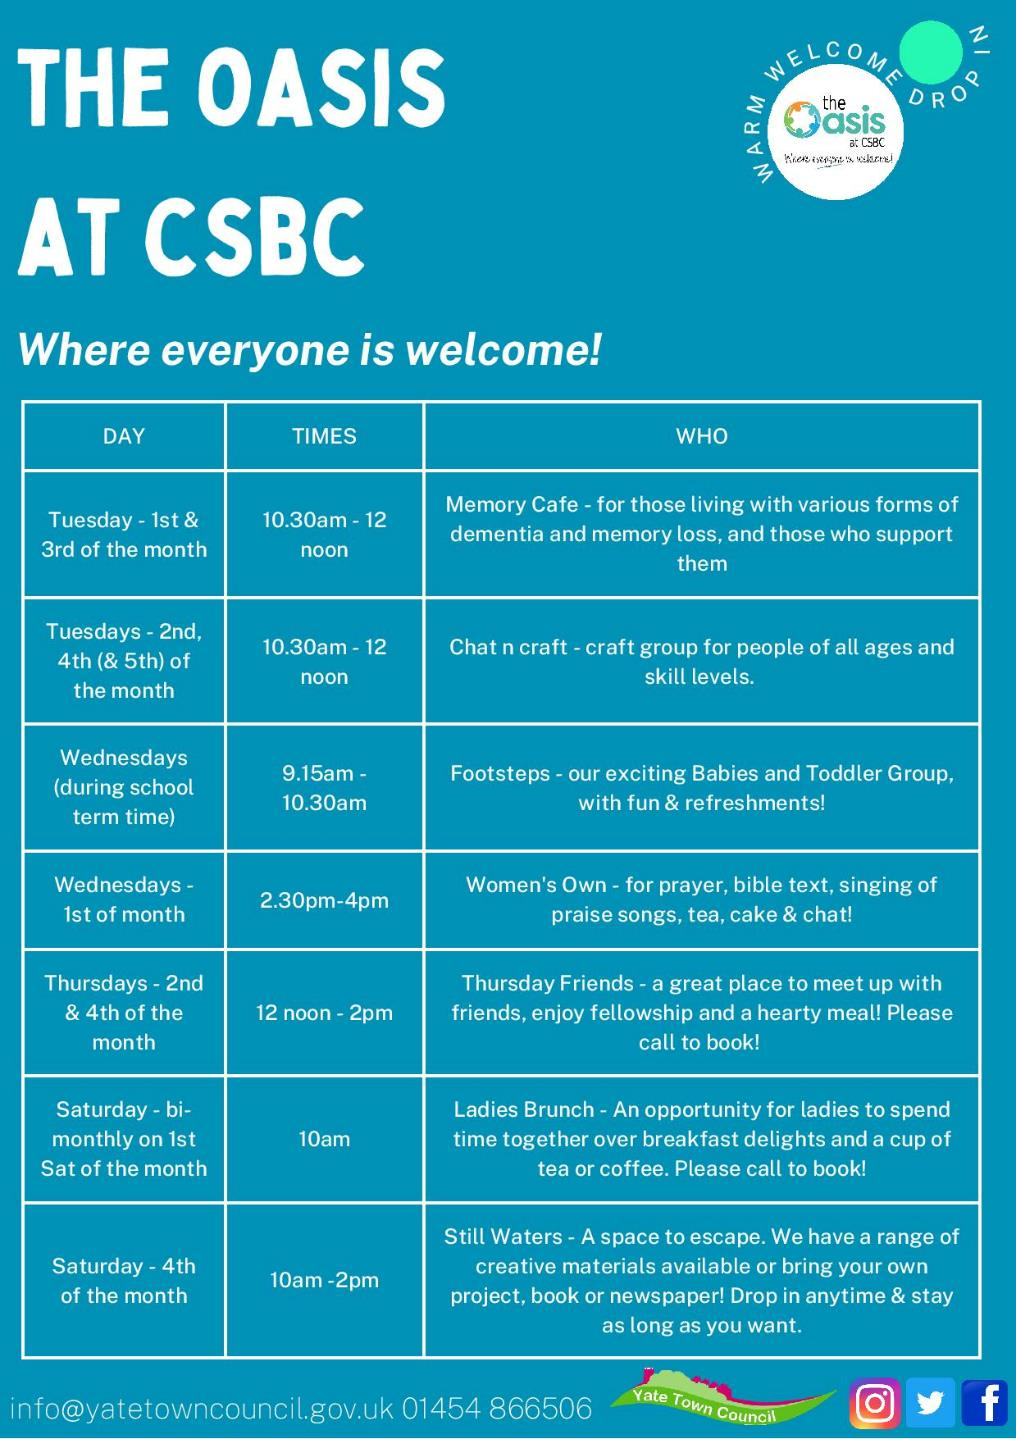 THE OASIS
AT CSBC
WARM WELCOME DROP IN
the
Oasis
at CSBC
Where everyone is welcome!
Where everyone is welcome!
DAY
TIMES
WHO
Tuesday - 1st &
3rd of the month
10.30am - 12
noon
Memory Cafe - for those living with various forms of
dementia and memory loss, and those who support
them
Tuesdays - 2nd,
4th (& 5th) of
the month
10.30am - 12
noon
Chat n craft - craft group for people of all ages and
skill levels.
Wednesdays
(during school
term time)
9.15am -
10.30am
Footsteps - our exciting Babies and Toddler Group,
with fun & refreshments!
Wednesdays -
1st of month
2.30pm-4pm
Women's Own - for prayer, bible text, singing of
praise songs, tea, cake & chat!
Thursdays - 2nd
& 4th of the
month
12 noon - 2pm
Thursday Friends - a great place to meet up with
friends, enjoy fellowship and a hearty meal! Please
call to book!
Saturday - bi-
monthly on 1st
Sat of the month
10am
Ladies Brunch - An opportunity for ladies to spend
time together over breakfast delights and a cup of
tea or coffee. Please call to book!
Saturday - 4th
of the month
10am -2pm
Still Waters - A space to escape. We have a range of
creative materials available or bring your own
project, book or newspaper! Drop in anytime & stay
as long as you want.
info@yatetowncouncil.gov.uk 01454 866506
Yate Town Council